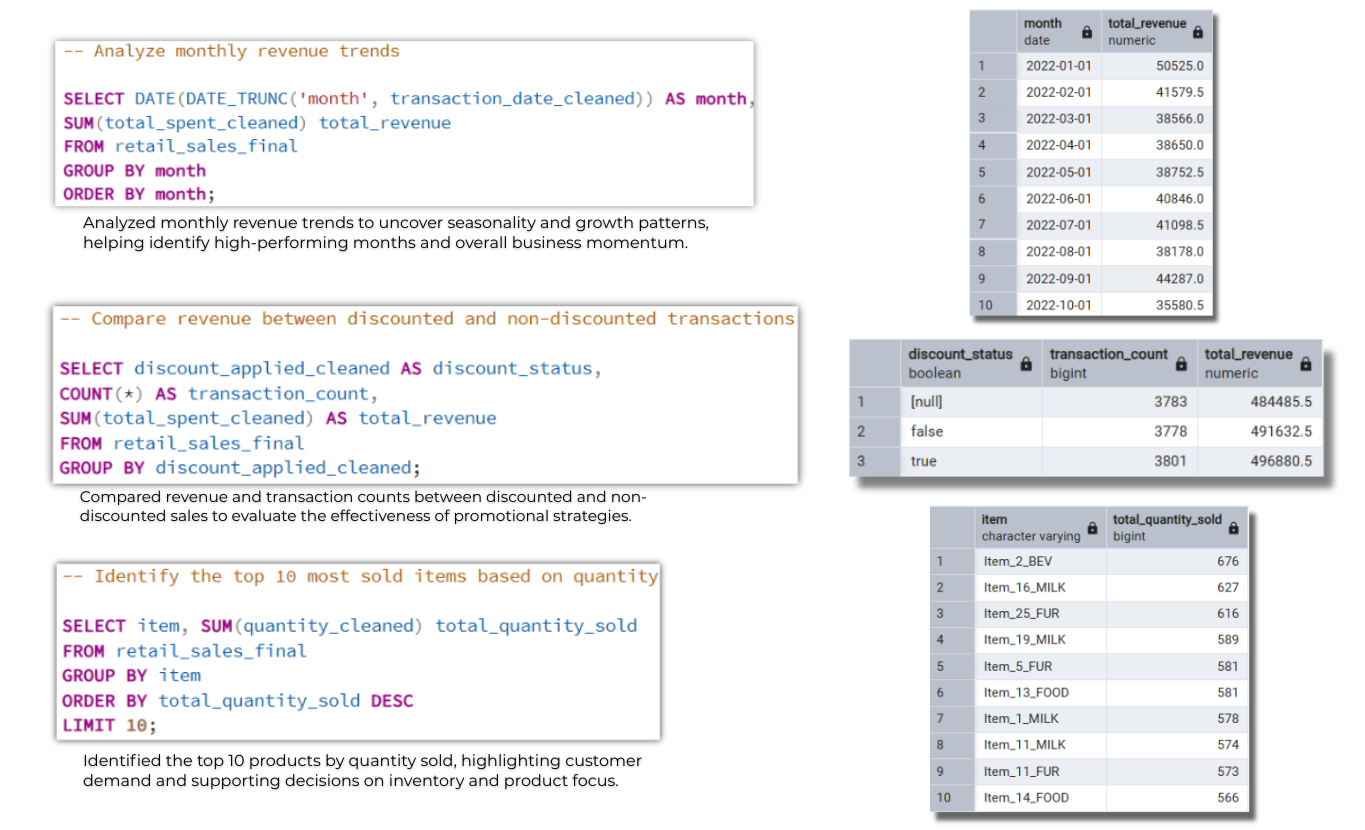 -- Analyze monthly revenue trends
SELECT DATE(DATE_TRUNC('month', transaction_date_cleaned)) AS month,
SUM(total_spent_cleaned) total_revenue
FROM retail_sales_final
GROUP BY month
ORDER BY month;
Analyzed monthly revenue trends to uncover seasonality and growth patterns,
helping identify high-performing months and overall business momentum.
month total_revenue
date numeric
1 2022-01-01 50525.0
2 2022-02-01 41579.5
3 2022-03-01 38566.0
4 2022-04-01 38650.0
5 2022-05-01 38752.5
6 2022-06-01 40846.0
7 2022-07-01 41098.5
8 2022-08-01 38178.0
9 2022-09-01 44287.0
10 2022-10-01 35580.5
-- Compare revenue between discounted and non-discounted transactions
SELECT discount_applied_cleaned AS discount_status,
COUNT(*) AS transaction_count,
SUM(total_spent_cleaned) AS total_revenue
FROM retail_sales_final
GROUP BY discount_applied_cleaned;
Compared revenue and transaction counts between discounted and non-
discounted sales to evaluate the effectiveness of promotional strategies.
discount_status transaction_count total_revenue
boolean bigint numeric
1 [null] 3783 484485.5
2 false 3778 491632.5
3 true 3801 496880.5
-- Identify the top 10 most sold items based on quantity
SELECT item, SUM(quantity_cleaned) total_quantity_sold
FROM retail_sales_final
GROUP BY item
ORDER BY total_quantity_sold DESC
LIMIT 10;
Identified the top 10 products by quantity sold, highlighting customer
demand and supporting decisions on inventory and product focus.
item total_quantity_sold
character varying bigint
1 Item_2_BEV 676
2 Item_16_MILK 627
3 Item_25_FUR 616
4 Item_19_MILK 589
5 Item_5_FUR 581
6 Item_13_FOOD 581
7 Item_1_MILK 578
8 Item_11_MILK 574
9 Item_11_FUR 573
10 Item_14_FOOD 566